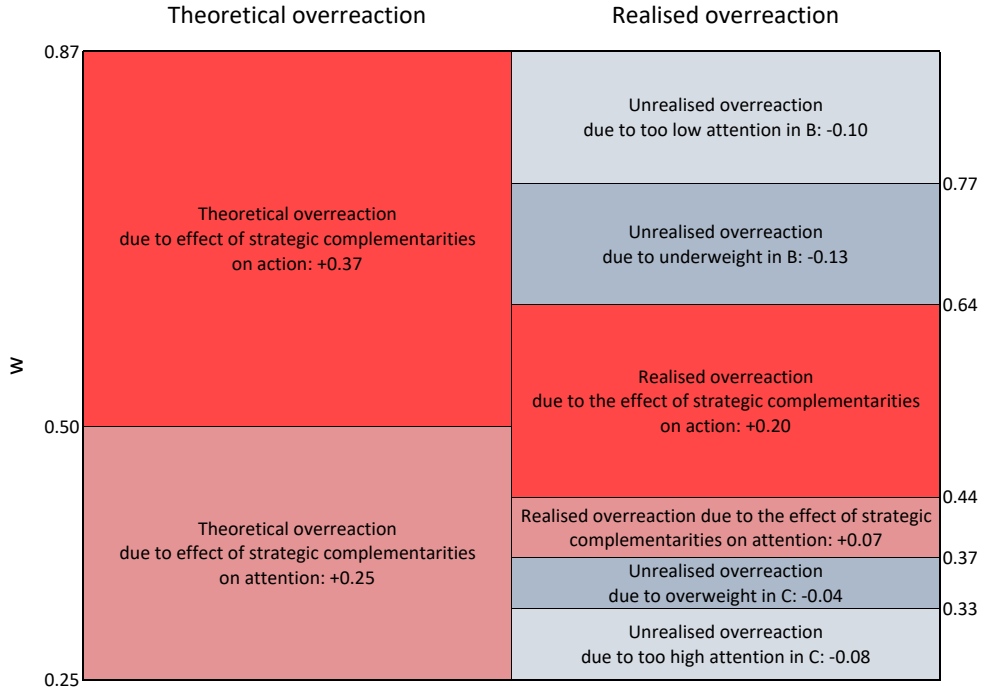 Theoretical overreaction
Realised overreaction
0.87
Unrealised overreaction
due to too low attention in B: -0.10
0.77
Theoretical overreaction
due to effect of strategic complementarities
on action: +0.37
Unrealised overreaction
due to underweight in B: -0.13
0.64
w
Realised overreaction
due to the effect of strategic complementarities
on action: +0.20
0.50
0.44
Theoretical overreaction
due to effect of strategic complementarities
on attention: +0.25
Realised overreaction due to the effect of strategic
complementarities on attention: +0.07
0.37
Unrealised overreaction
due to overweight in C: -0.04
0.33
Unrealised overreaction
due to too high attention in C: -0.08
0.25